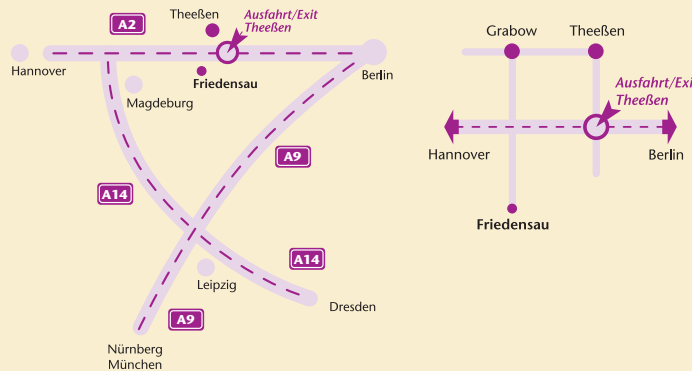 A2
Theeßen
Ausfahrt/Exit
Theeßen
Hannover
Magdeburg
Friedensau
Berlin
A9
A14
A14
Leipzig
Dresden
A9
Nürnberg
München
Grabow
Theeßen
Ausfahrt/Exit
Theeßen
Hannover
Berlin
Friedensau